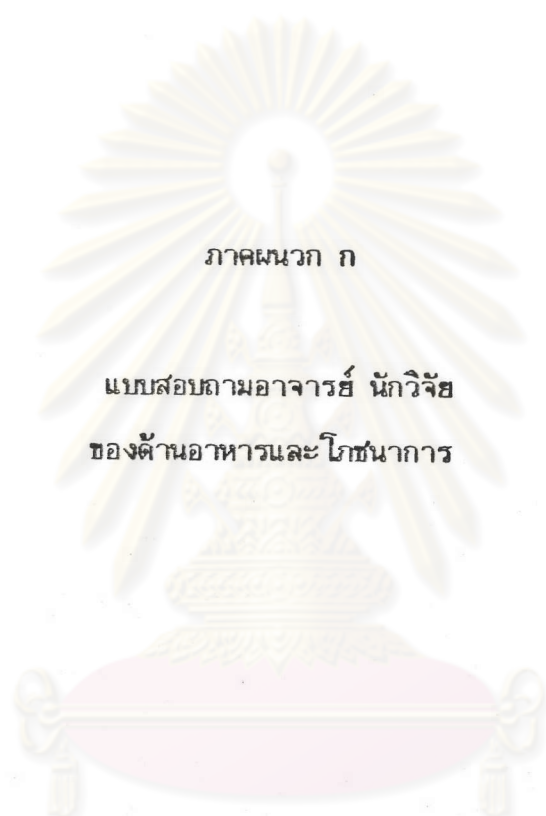 ภาคผนวก ก
แบบสอบถามอาจารย์ นักวิจัย
ของด้านอาหารและโภชนาการ